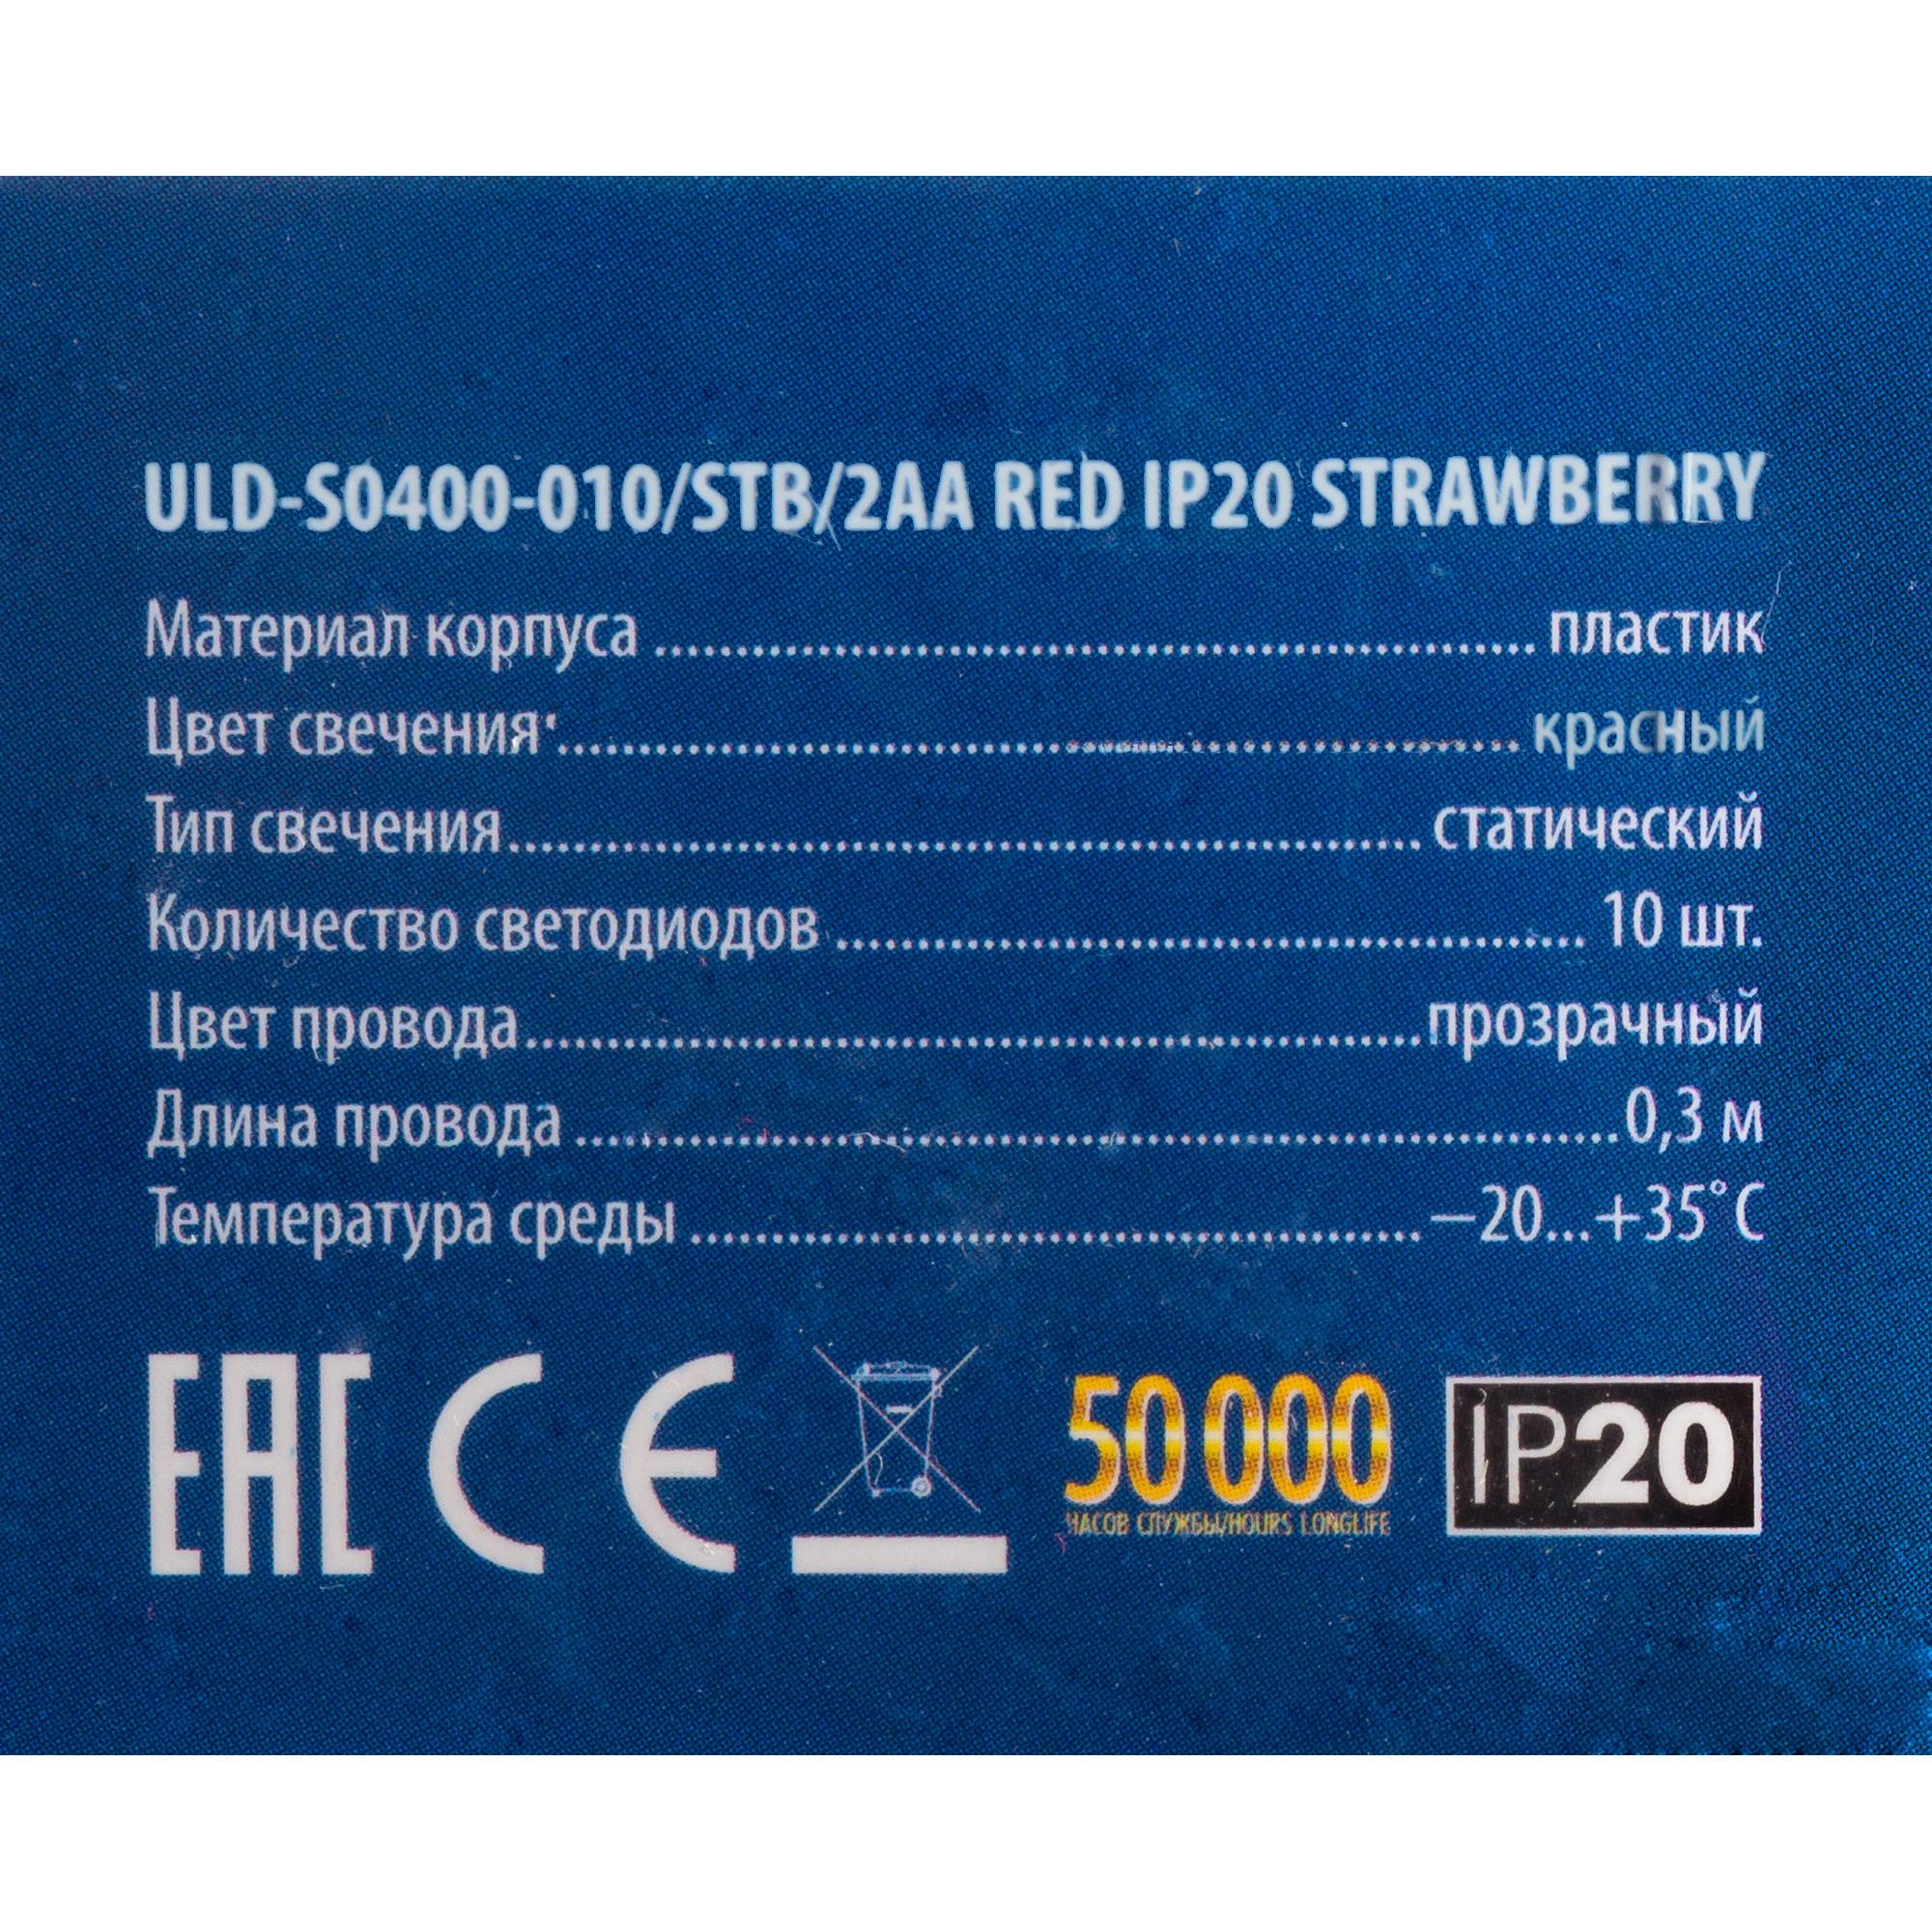 ULD-S0400-010/STB/2AA RED IP20 STRAWBERRY
Материал корпуса ........................ пластик
Цвет свечения ........................ красный
Тип свечения ........................ статический
Количество светодиодов ........................ 10 шт.
Цвет провода ........................ прозрачный
Длина провода ........................ 0,3 м
Температура среды ........................ –20...+35°C
EAC CE 50 000 IP20
ЧАСОВ СЛУЖБЫ/HOURS LONGLIFE